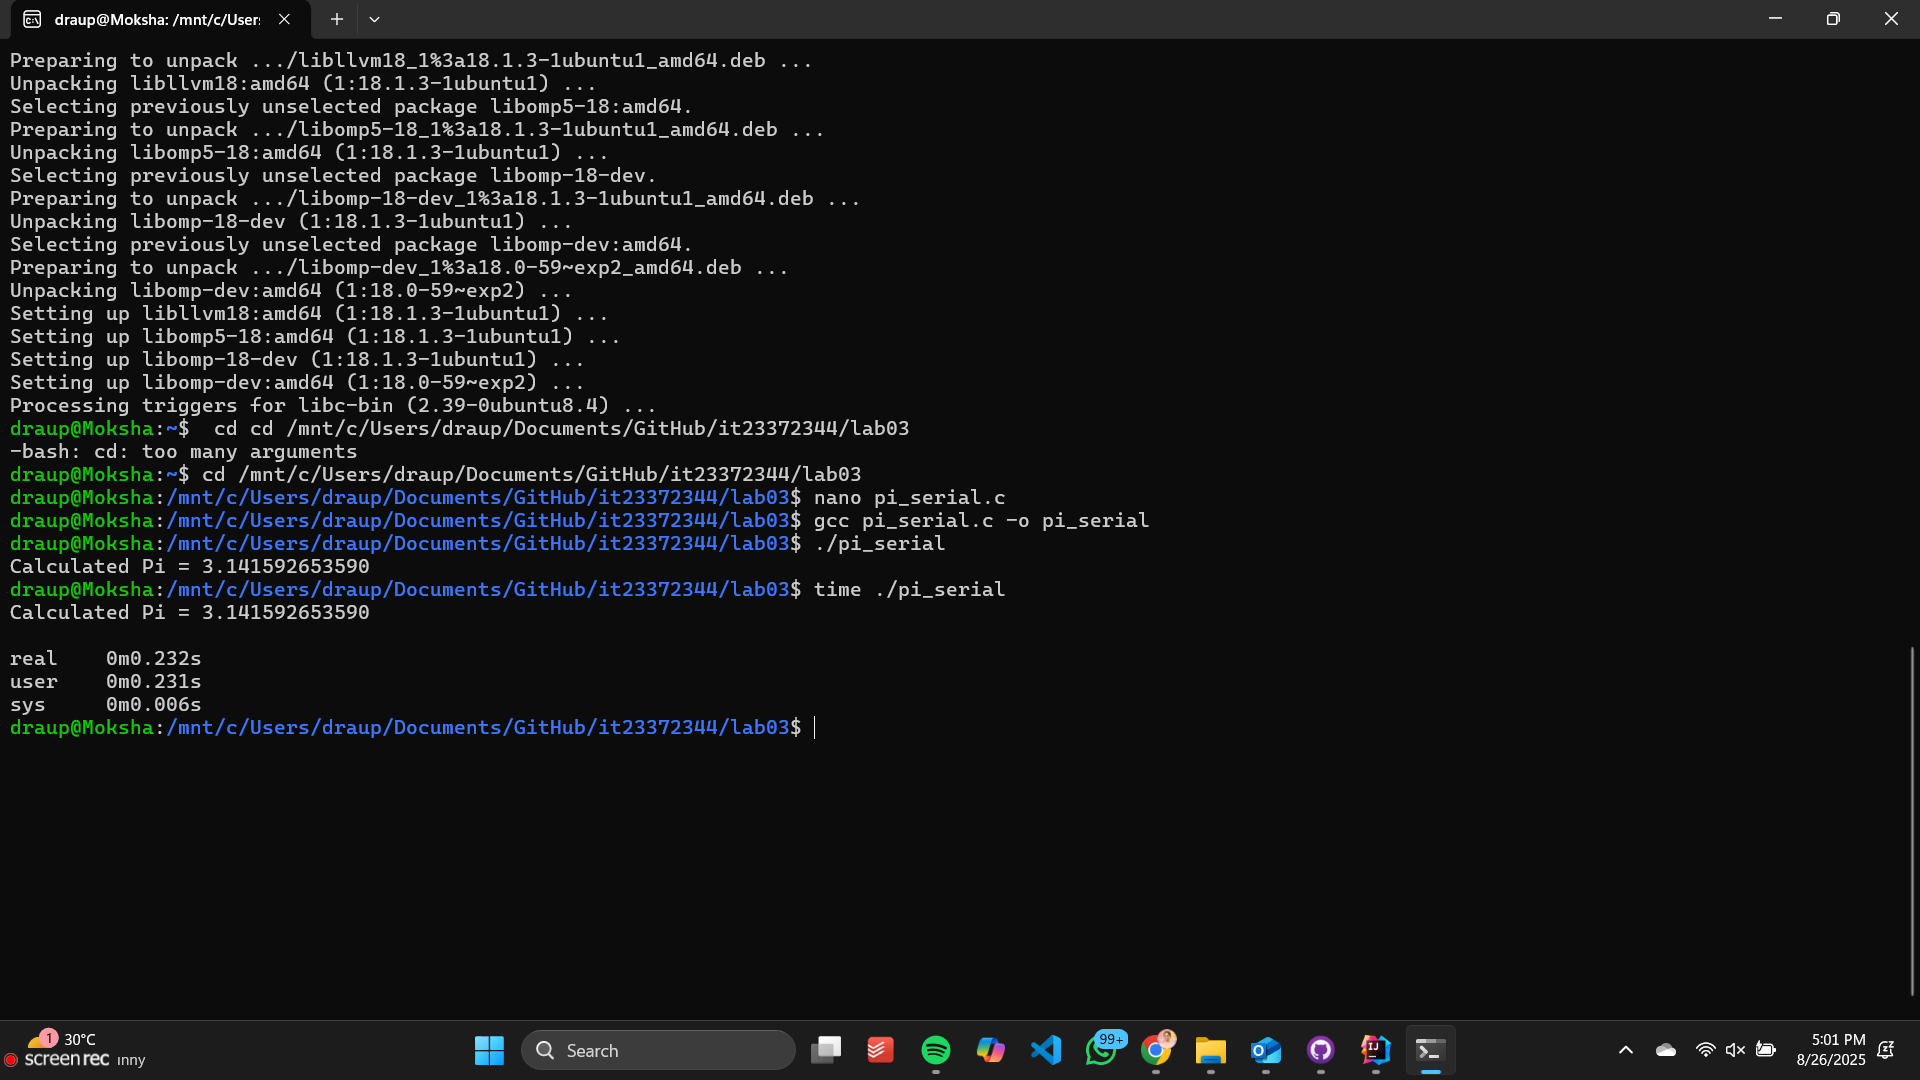 draup@Moksha: /mnt/c/User:
Preparing to unpack .../libllvm18_1%3a18.1.3-1ubuntu1_amd64.deb ...
Unpacking libllvm18:amd64 (1:18.1.3-1ubuntu1) ...
Selecting previously unselected package libomp5-18:amd64.
Preparing to unpack .../libomp5-18_1%3a18.1.3-1ubuntu1_amd64.deb ...
Unpacking libomp5-18:amd64 (1:18.1.3-1ubuntu1) ...
Selecting previously unselected package libomp-18-dev.
Preparing to unpack .../libomp-18-dev_1%3a18.1.3-1ubuntu1_amd64.deb ...
Unpacking libomp-18-dev (1:18.1.3-1ubuntu1) ...
Selecting previously unselected package libomp-dev:amd64.
Preparing to unpack .../libomp-dev_1%3a18.0-59~exp2_amd64.deb ...
Unpacking libomp-dev:amd64 (1:18.0-59~exp2) ...
Setting up libllvm18:amd64 (1:18.1.3-1ubuntu1) ...
Setting up libomp5-18:amd64 (1:18.1.3-1ubuntu1) ...
Setting up libomp-18-dev (1:18.1.3-1ubuntu1) ...
Setting up libomp-dev:amd64 (1:18.0-59~exp2) ...
Processing triggers for libc-bin (2.39-0ubuntu8.4) ...
draup@Moksha:~$  cd cd /mnt/c/Users/draup/Documents/GitHub/it23372344/lab03
-bash: cd: too many arguments
draup@Moksha:~$ cd /mnt/c/Users/draup/Documents/GitHub/it23372344/lab03
draup@Moksha:/mnt/c/Users/draup/Documents/GitHub/it23372344/lab03$ nano pi_serial.c
draup@Moksha:/mnt/c/Users/draup/Documents/GitHub/it23372344/lab03$ gcc pi_serial.c -o pi_serial
draup@Moksha:/mnt/c/Users/draup/Documents/GitHub/it23372344/lab03$ ./pi_serial
Calculated Pi = 3.141592653590
draup@Moksha:/mnt/c/Users/draup/Documents/GitHub/it23372344/lab03$ time ./pi_serial
Calculated Pi = 3.141592653590
real    0m0.232s
user    0m0.231s
sys     0m0.006s
draup@Moksha:/mnt/c/Users/draup/Documents/GitHub/it23372344/lab03$
1 30°C
screenrec nny
Search
99+
5:01 PM
8/26/2025